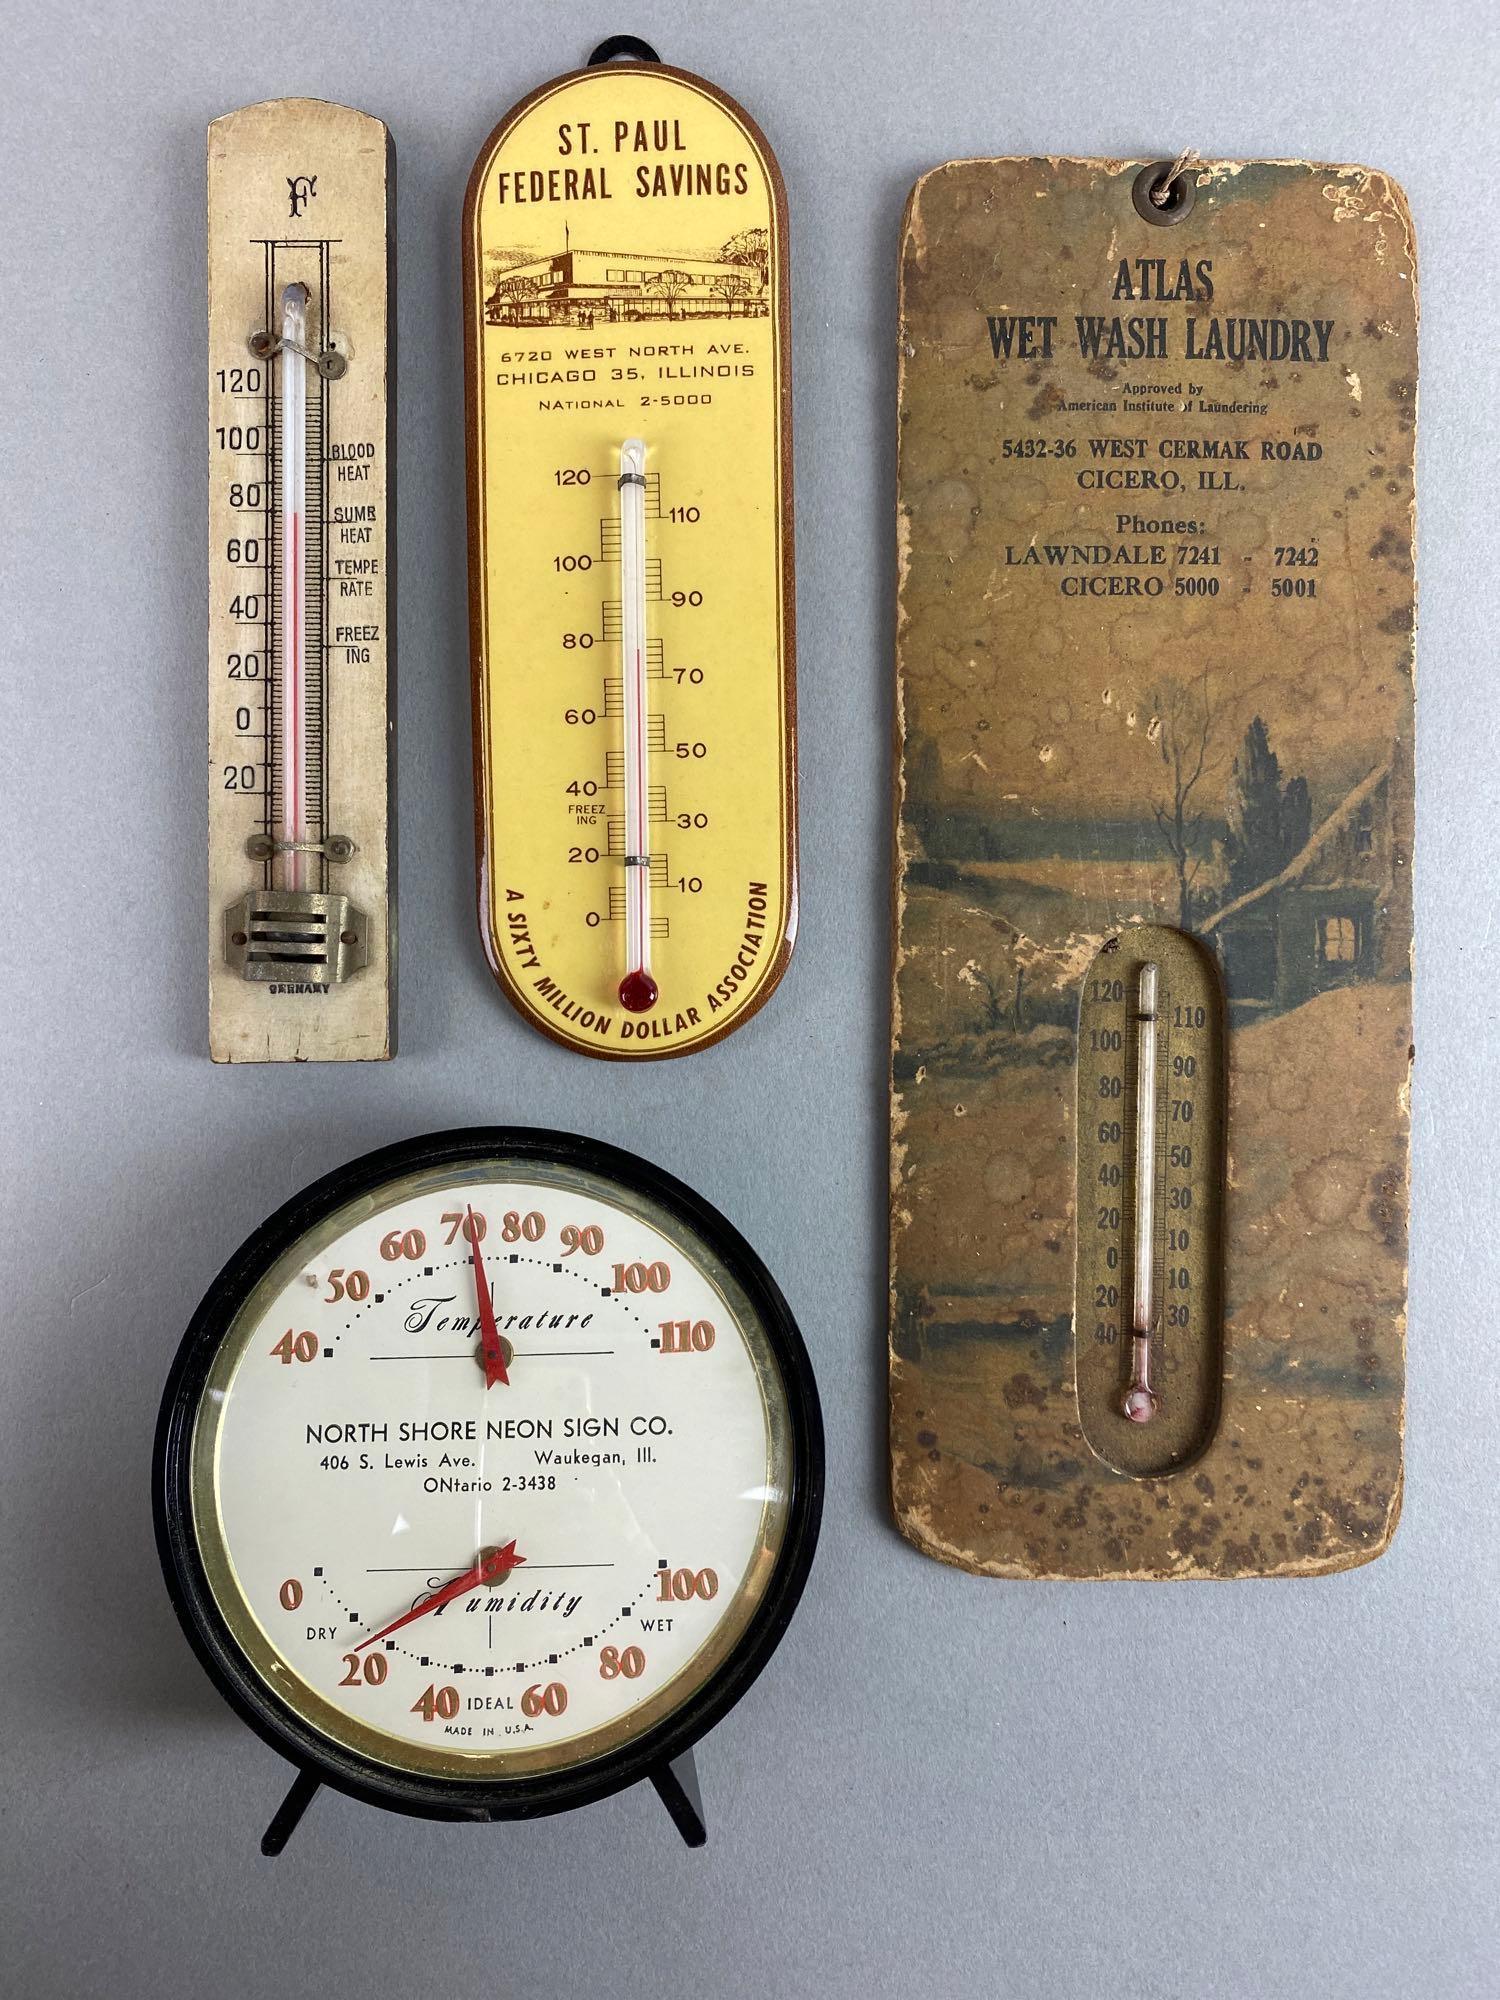 F
120
100
80
60
40
20
0
20
BLOOD
HEAT
SUMR
HEAT
TEMPE
RATE
FREEZ
ING
GERMANY
ST. PAUL
FEDERAL SAVINGS
6720 WEST NORTH AVE.
CHICAGO 35, ILLINOIS
NATIONAL 2-5000
120
110
100
90
80
70
60
50
40
FREEZ
ING
30
20
10
0
A SIXTY MILLION DOLLAR ASSOCIATION
ATLAS
WET WASH LAUNDRY
Approved by
American Institute of Laundering
5432-36 WEST CERMAK ROAD
CICERO, ILL.
Phones:
LAWNDALE 7241 - 7242
CICERO 5000 - 5001
120
110
100
90
80
70
60
50
40
30
20
10
0
10
20
30
40
40 50 60 70 80 90 100 110
Temperature
NORTH SHORE NEON SIGN CO.
406 S. Lewis Ave. Waukegan, Ill.
ONtario 2-3438
Humidity
0 20 40 60 80 100
DRY IDEAL WET
MADE IN U.S.A.